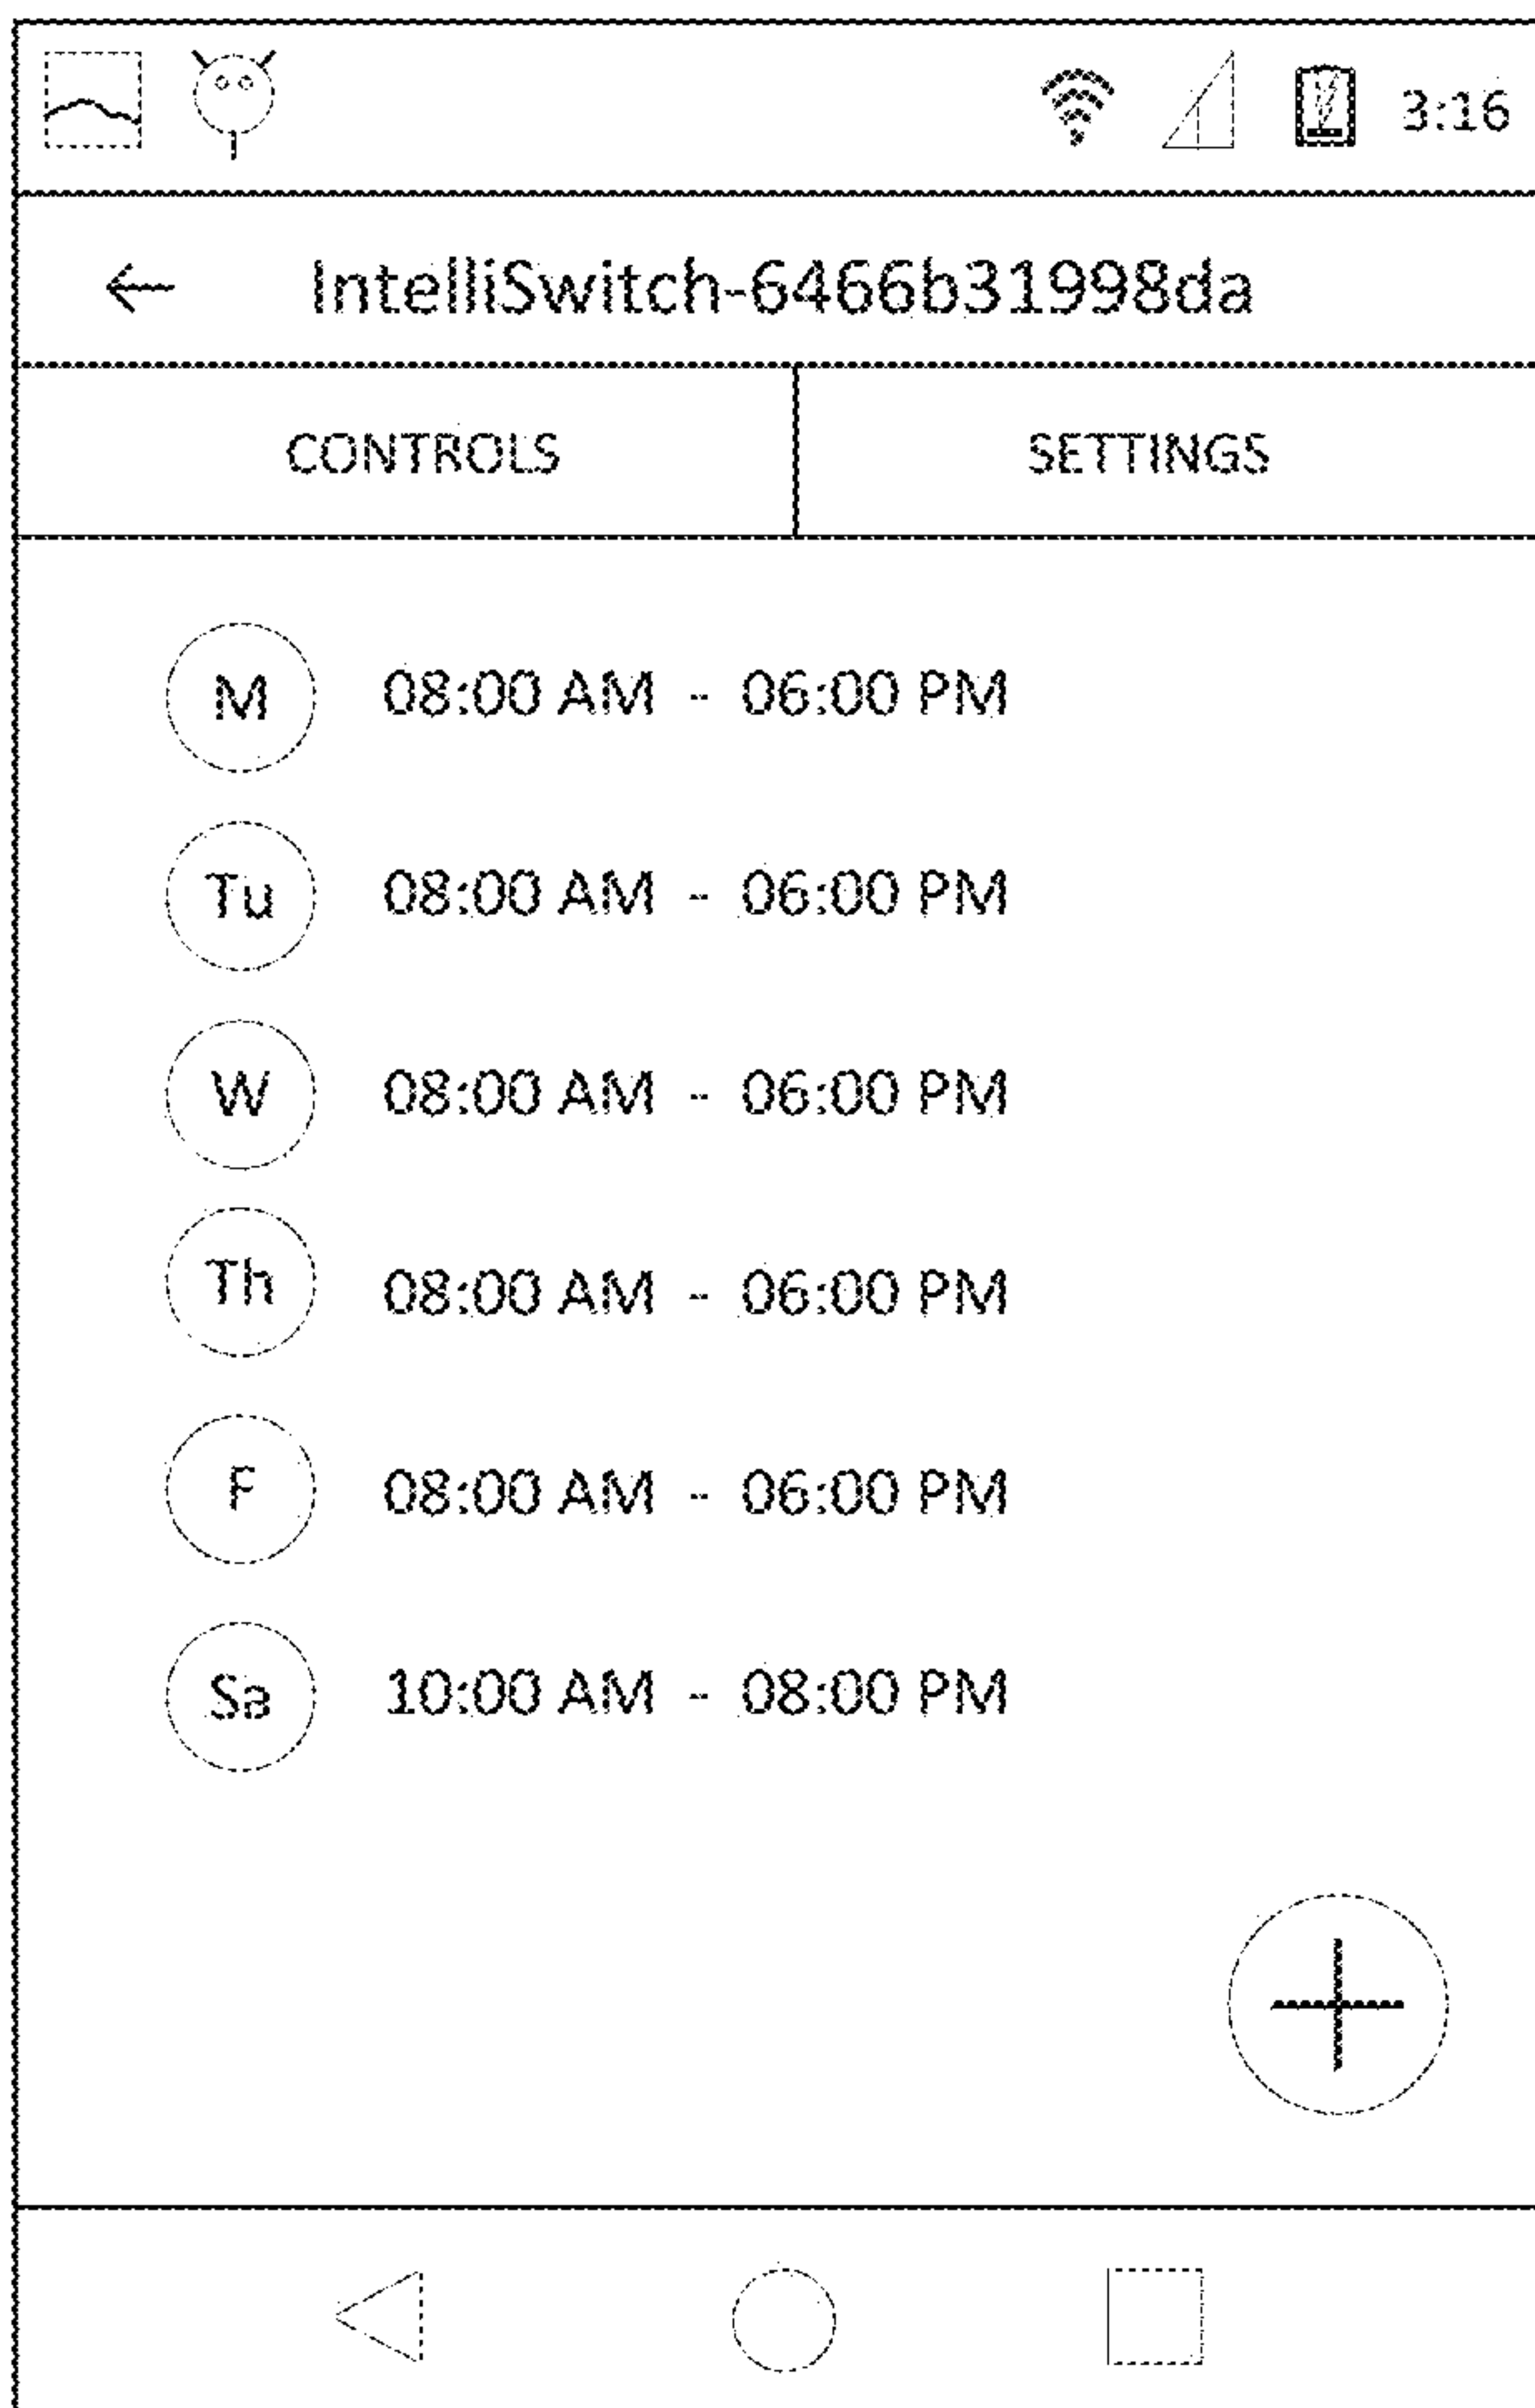 3:16
IntelliSwitch-6466b31998da
CONTROLS
SETTINGS
M 08:00 AM - 06:00 PM
Tu 08:00 AM - 06:00 PM
W 08:00 AM - 06:00 PM
Th 08:00 AM - 06:00 PM
F 08:00 AM - 06:00 PM
Sa 10:00 AM - 08:00 PM